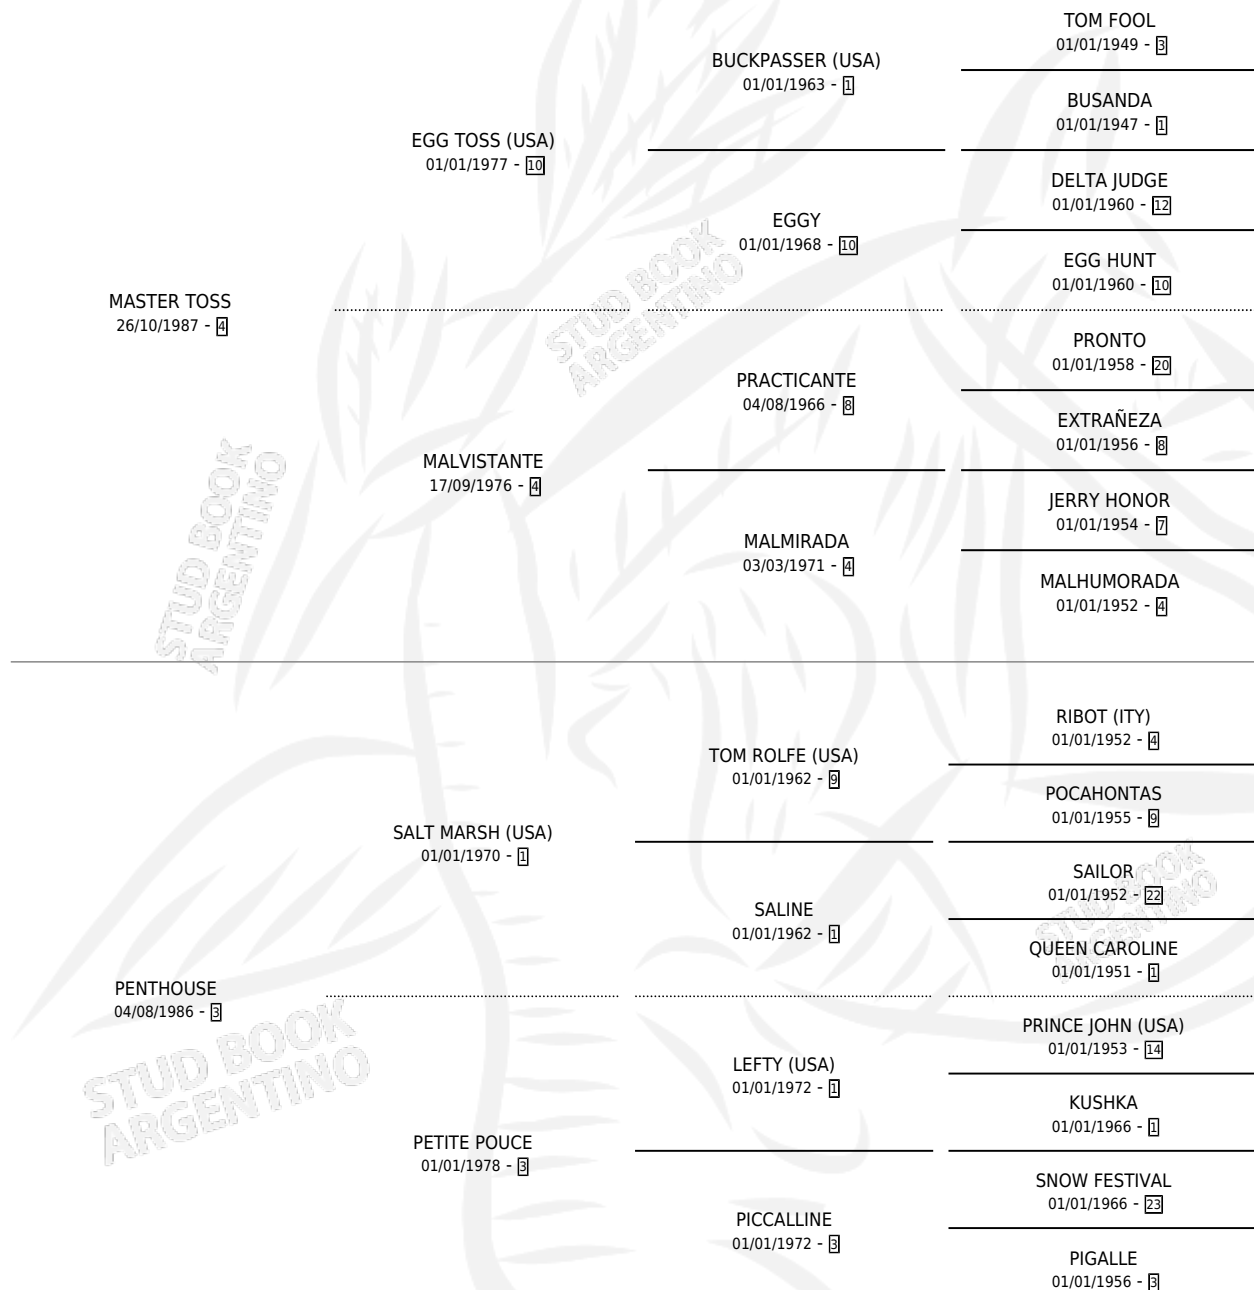 TOM FOOL
01/01/1949 - 3
BUCKPASSER (USA)
01/01/1963 - 1
BUSANDA
01/01/1947 - 1
EGG TOSS (USA)
01/01/1977 - 10
DELTA JUDGE
01/01/1960 - 12
EGGY
01/01/1968 - 10
EGG HUNT
01/01/1960 - 10
MASTER TOSS
26/10/1987 - 4
PRONTO
01/01/1958 - 20
PRACTICANTE
04/08/1966 - 8
EXTRAÑEZA
01/01/1956 - 8
MALVISTANTE
17/09/1976 - 4
JERRY HONOR
01/01/1954 - 7
MALMIRADA
03/03/1971 - 4
MALHUMORADA
01/01/1952 - 4
RIBOT (ITY)
01/01/1952 - 4
TOM ROLFE (USA)
01/01/1962 - 9
POCAHONTAS
01/01/1955 - 9
SALT MARSH (USA)
01/01/1970 - 1
SAILOR
01/01/1952 - 22
SALINE
01/01/1962 - 1
QUEEN CAROLINE
01/01/1951 - 1
PENTHOUSE
04/08/1986 - 3
PRINCE JOHN (USA)
01/01/1953 - 14
LEFTY (USA)
01/01/1972 - 1
KUSHKA
01/01/1966 - 1
PETITE POUCE
01/01/1978 - 3
SNOW FESTIVAL
01/01/1966 - 23
PICCALLINE
01/01/1972 - 3
PIGALLE
01/01/1956 - 3
STUD BOOK
ARGENTINO
STUD BOOK
ARGENTINO
STUD BOOK
ARGENTINO
STUD BOOK
ARGENTINO